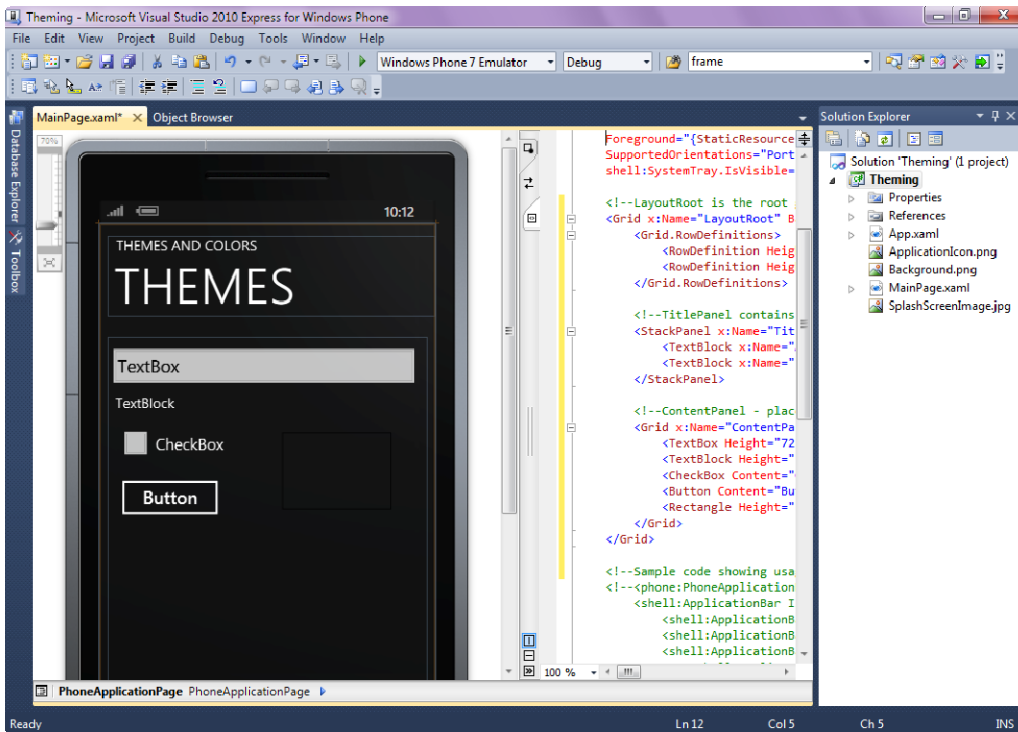 Theming - Microsoft Visual Studio 2010 Express for Windows Phone
File Edit View Project Build Debug Tools Window Help
Windows Phone 7 Emulator Debug frame
MainPage.xaml* Object Browser
Database Explorer
Toolbox
70%
10:12
THEMES AND COLORS
THEMES
TextBox
TextBlock
CheckBox
Button
Foreground="{StaticResource
SupportedOrientations="Port
shell:SystemTray.IsVisible=
<!--LayoutRoot is the root
<Grid x:Name="LayoutRoot" B
<Grid.RowDefinitions>
<RowDefinition Heig
<RowDefinition Heig
</Grid.RowDefinitions>
<!--TitlePanel contains
<StackPanel x:Name="Tit
<TextBlock x:Name="
<TextBlock x:Name="
</StackPanel>
<!--ContentPanel - plac
<Grid x:Name="ContentPa
<TextBox Height="72
<TextBlock Height="
<CheckBox Content="
<Button Content="Bu
<Rectangle Height="
</Grid>
</Grid>
<!--Sample code showing usa
<!--<phone:PhoneApplication
<shell:ApplicationBar I
<shell:ApplicationB
<shell:ApplicationB
<shell:ApplicationB
100 %
PhoneApplicationPage PhoneApplicationPage
Solution Explorer
Solution 'Theming' (1 project)
Theming
Properties
References
App.xaml
ApplicationIcon.png
Background.png
MainPage.xaml
SplashScreenImage.jpg
Ready Ln 12 Col 5 Ch 5 INS